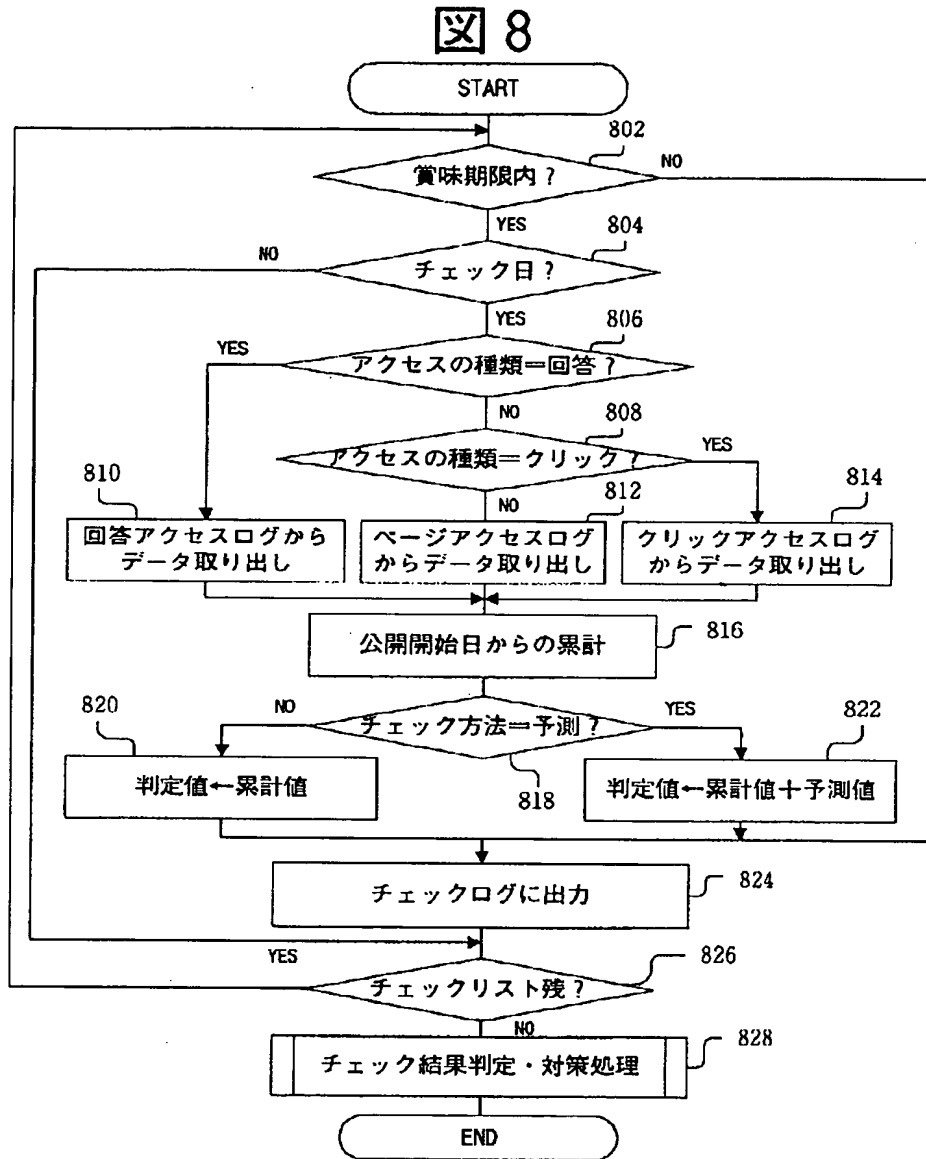 図 8
START
802
賞味期限内?
NO
YES
804
NO
チェック日?
YES
806
YES
アクセスの種類=回答?
NO
808
アクセスの種類=クリック?
YES
810
NO
812
814
回答アクセスログから
データ取り出し
ページアクセスログ
からデータ取り出し
クリックアクセスログ
からデータ取り出し
公開開始日からの累計
816
820
NO
チェック方法=予測?
YES
822
818
判定値←累計値
判定値←累計値+予測値
チェックログに出力
824
YES
826
チェックリスト残?
NO
チェック結果判定・対策処理
828
END